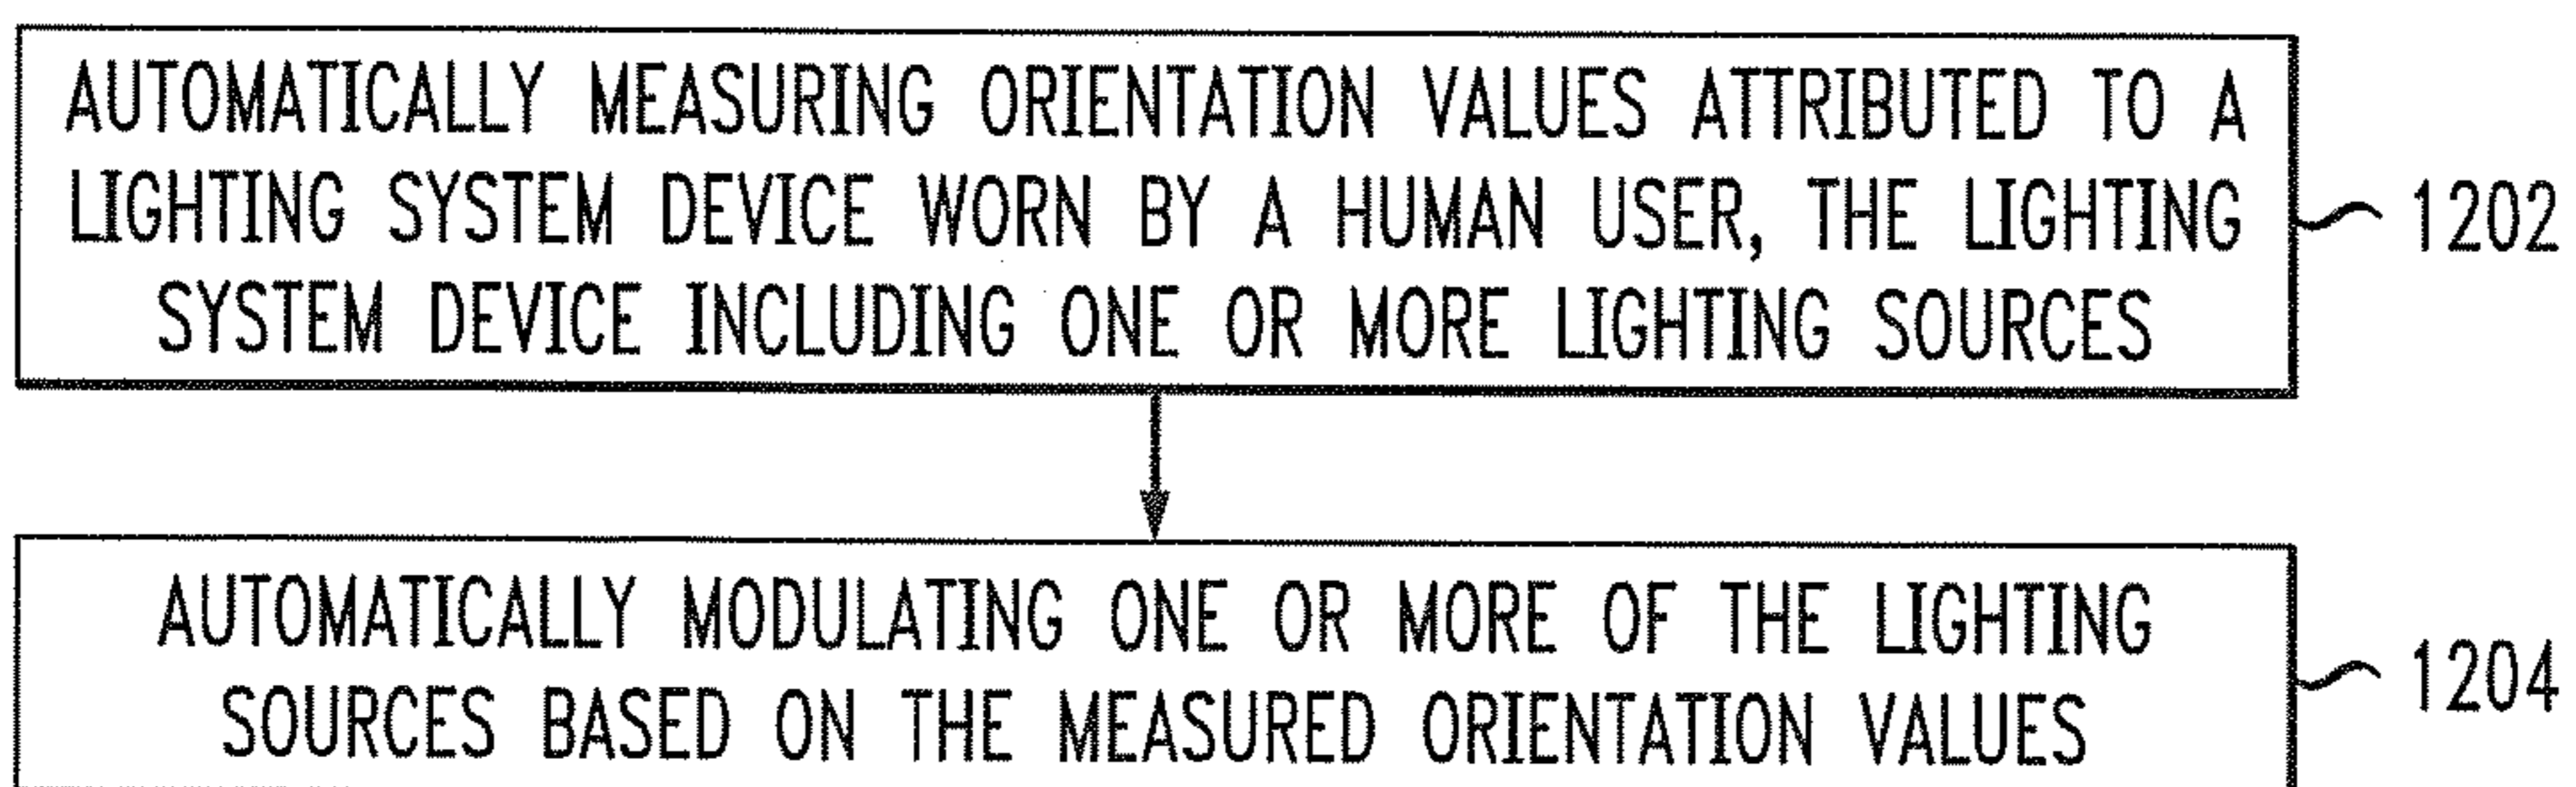 AUTOMATICALLY MEASURING ORIENTATION VALUES ATTRIBUTED TO A
LIGHTING SYSTEM DEVICE WORN BY A HUMAN USER, THE LIGHTING
SYSTEM DEVICE INCLUDING ONE OR MORE LIGHTING SOURCES
1202
AUTOMATICALLY MODULATING ONE OR MORE OF THE LIGHTING
SOURCES BASED ON THE MEASURED ORIENTATION VALUES
1204